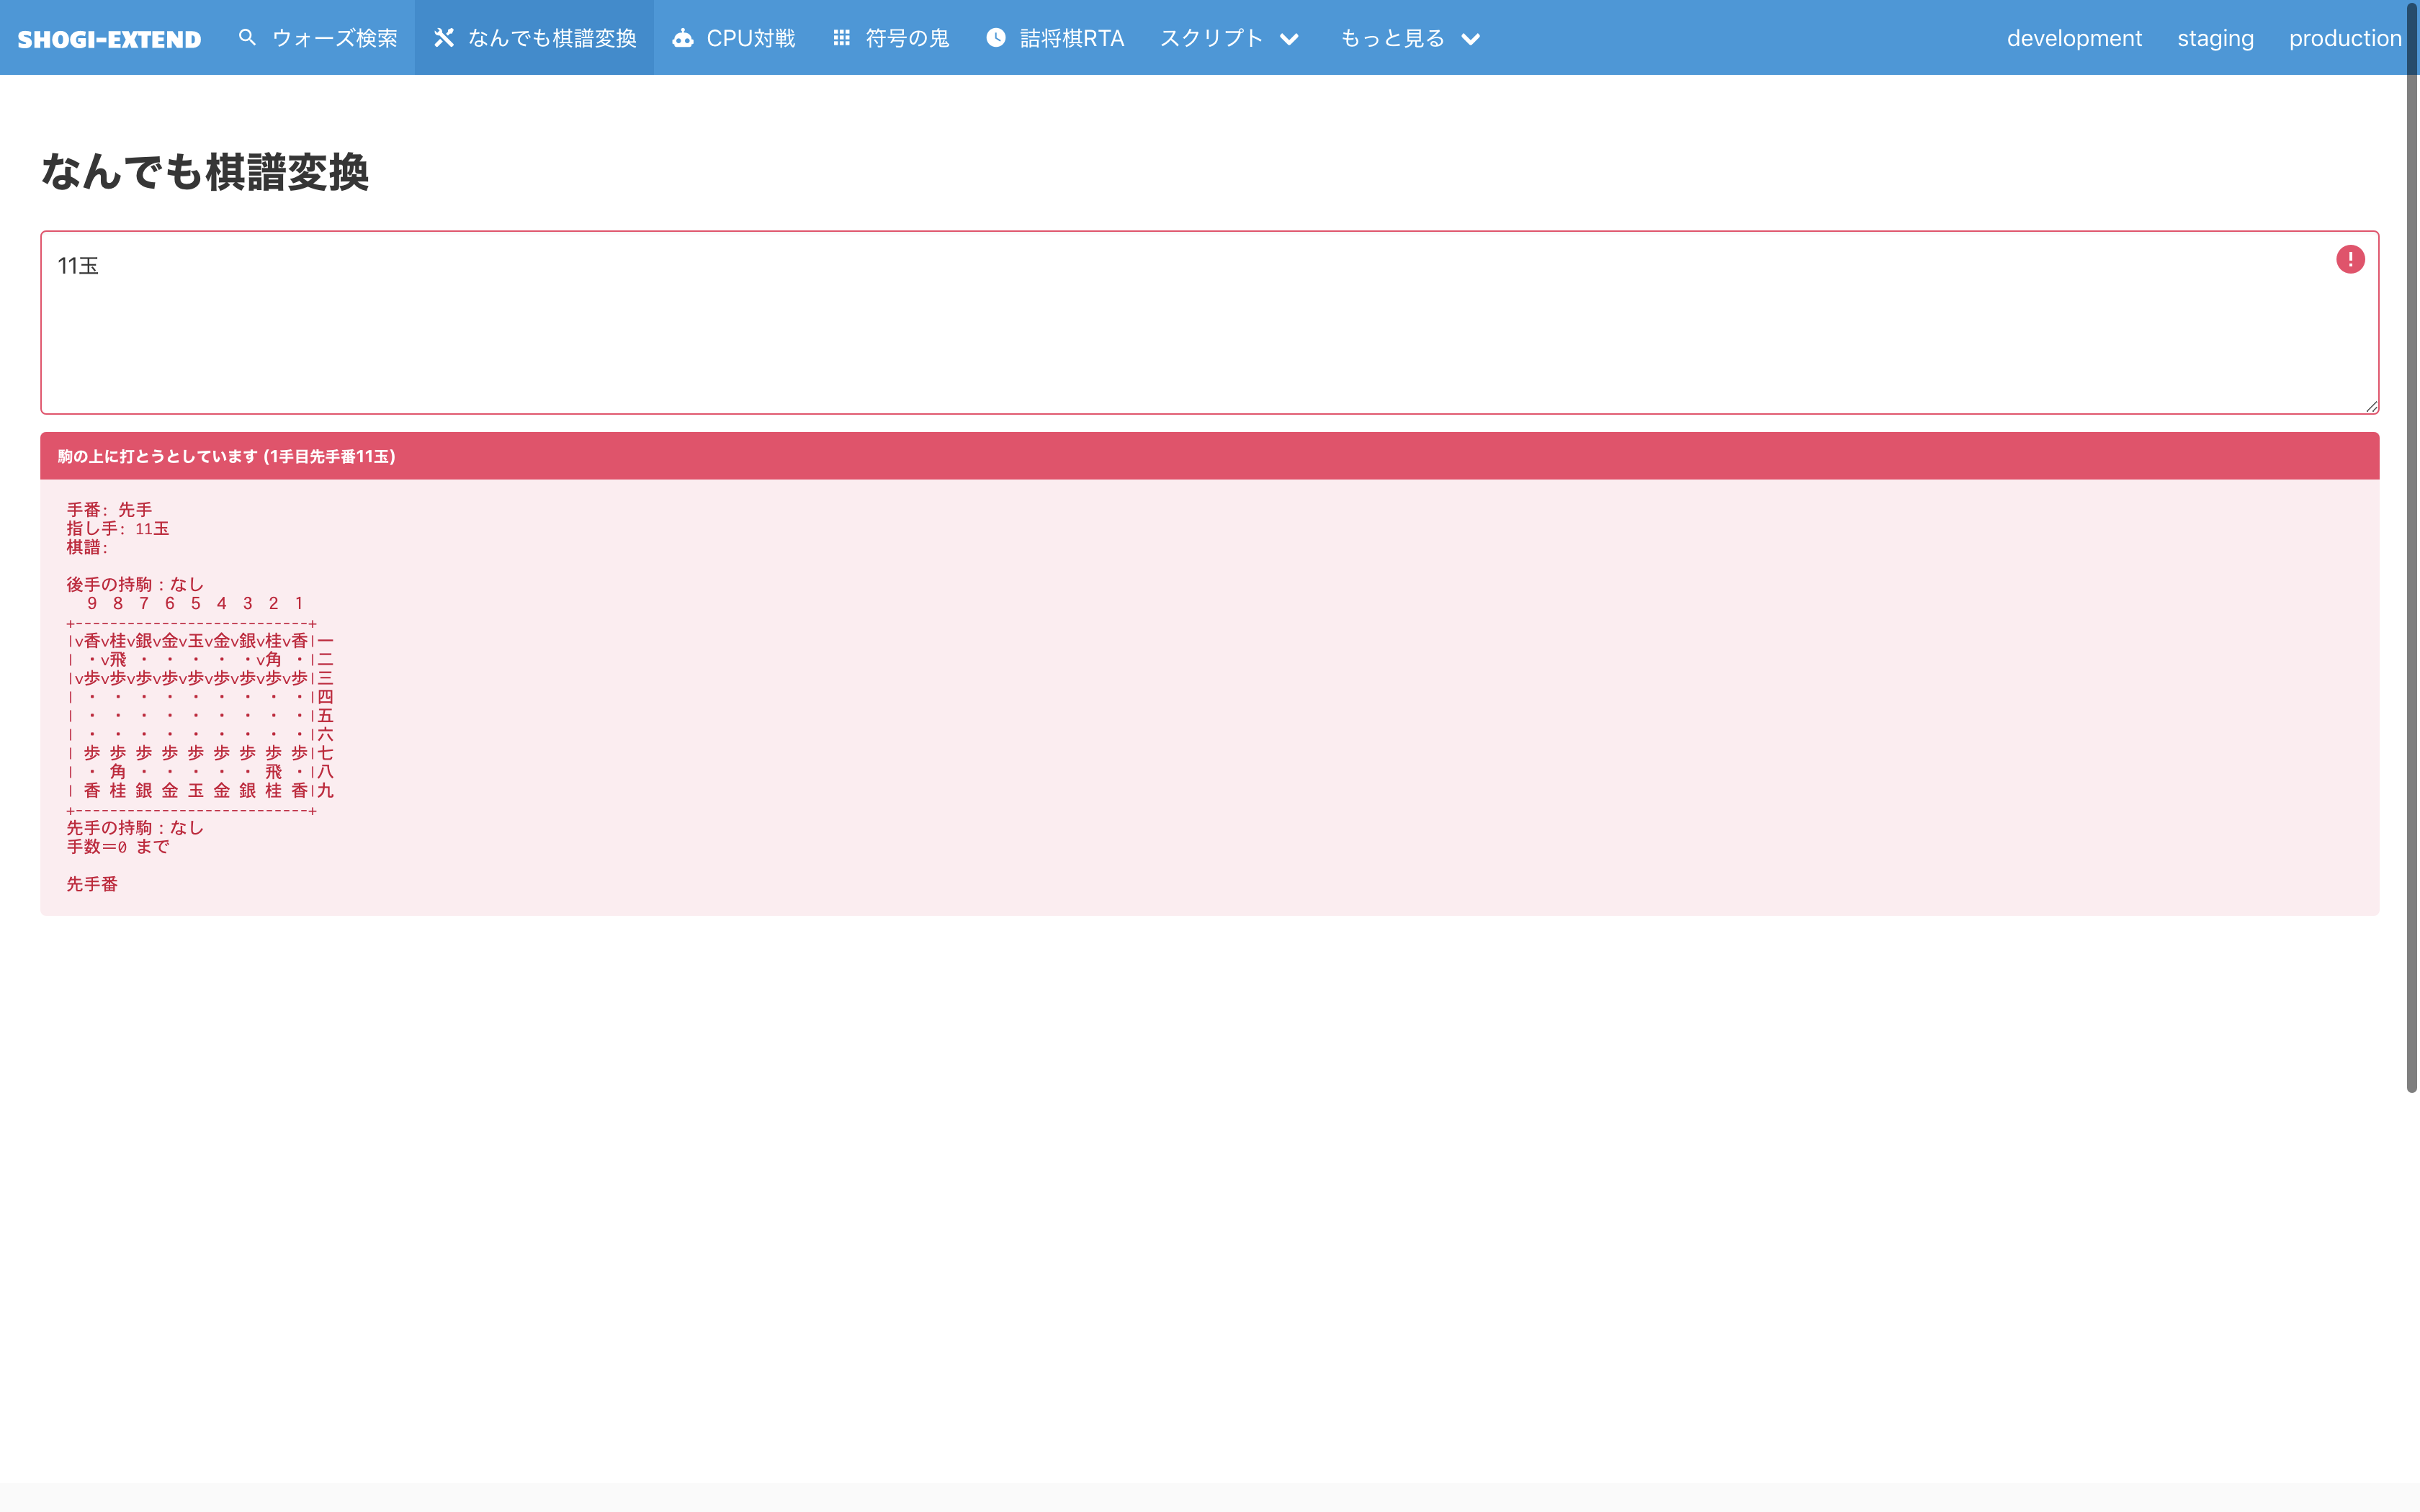 SHOGI-EXTEND ウォーズ検索 なんでも棋譜変換 CPU対戦 符号の鬼 詰将棋RTA スクリプト もっと見る development staging production
なんでも棋譜変換
11玉
駒の上に打とうとしています (1手目先手番11玉)
手番: 先手
指し手: 11玉
棋譜:
後手の持駒：なし
  9 8 7 6 5 4 3 2 1
+---------------------------+
|v香v桂v銀v金v玉v金v銀v桂v香|一
| ・v飛 ・ ・ ・ ・ ・v角 ・|二
|v歩v歩v歩v歩v歩v歩v歩v歩v歩|三
| ・ ・ ・ ・ ・ ・ ・ ・ ・|四
| ・ ・ ・ ・ ・ ・ ・ ・ ・|五
| ・ ・ ・ ・ ・ ・ ・ ・ ・|六
| 歩 歩 歩 歩 歩 歩 歩 歩 歩|七
| ・ 角 ・ ・ ・ ・ ・ 飛 ・|八
| 香 桂 銀 金 玉 金 銀 桂 香|九
+---------------------------+
先手の持駒：なし
手数＝0 まで
先手番